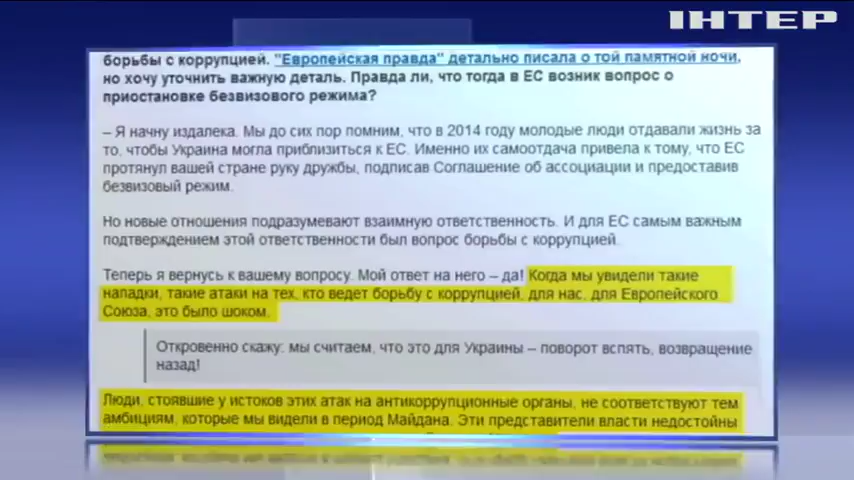 ІНТЕР
борьбы с коррупцией. "Европейская правда" детально писала о той памятной ночи,
но хочу уточнить важную деталь. Правда ли, что тогда в ЕС возник вопрос о
приостановке безвизового режима?
– Я начну издалека. Мы до сих пор помним, что в 2014 году молодые люди отдавали жизнь за
то, чтобы Украина могла приблизиться к ЕС. Именно их самоотдача привела к тому, что ЕС
протянул вашей стране руку дружбы, подписав Соглашение об ассоциации и предоставив
безвизовый режим.
Но новые отношения подразумевают взаимную ответственность. И для ЕС самым важным
подтверждением этой ответственности был вопрос борьбы с коррупцией.
Теперь я вернусь к вашему вопросу. Мой ответ на него – да! Когда мы увидели такие
нападки, такие атаки на тех, кто ведет борьбу с коррупцией, для нас, для Европейского
Союза, это было шоком.
Откровенно скажу: мы считаем, что это для Украины – поворот вспять, возвращение
назад!
Люди, стоявшие у истоков этих атак на антикоррупционные органы, не соответствуют тем
амбициям, которые мы видели в период Майдана. Эти представители власти недостойны